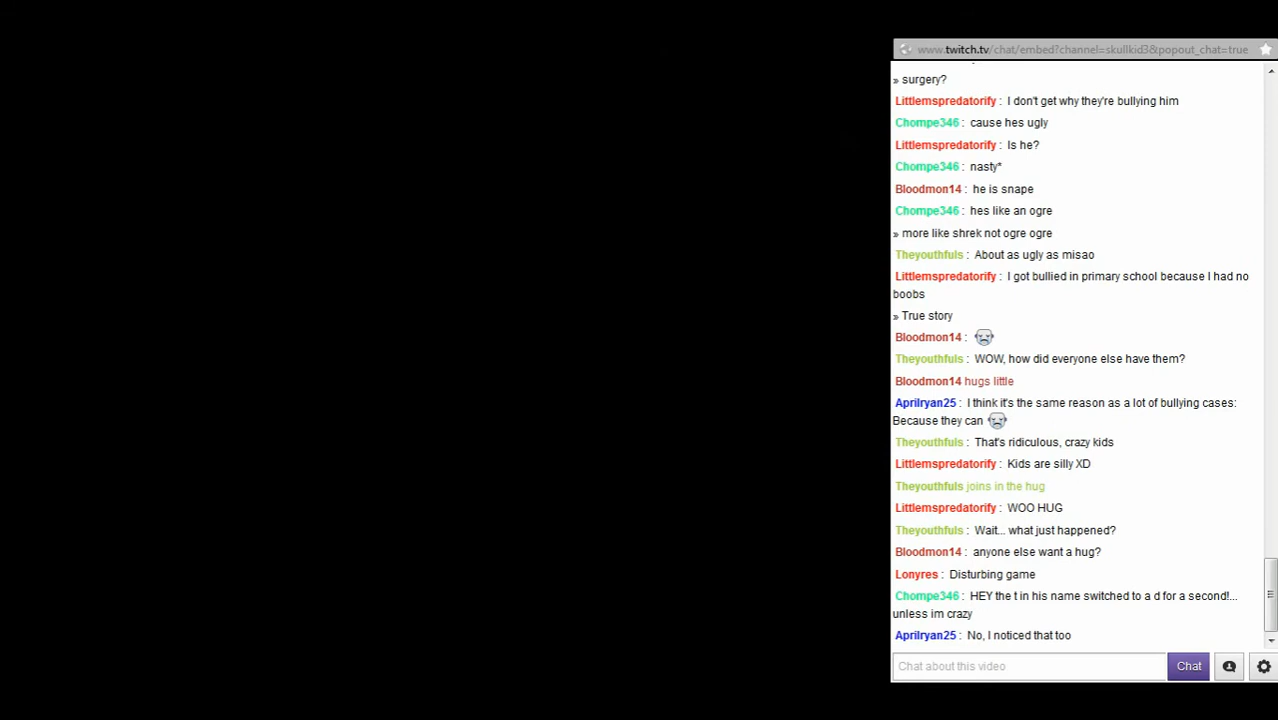 www.twitch.tv/chat/embed?channel=skullkid3&popout_chat=true
» surgery?
Littlemspredatorify : I don't get why they're bullying him
Chompe346 : cause hes ugly
Littlemspredatorify : Is he?
Chompe346 : nasty*
Bloodmon14 : he is snape
Chompe346 : hes like an ogre
» more like shrek not ogre ogre
Theyouthfuls : About as ugly as misao
Littlemspredatorify : I got bullied in primary school because I had no
boobs
» True story
Bloodmon14 :
Theyouthfuls : WOW, how did everyone else have them?
Bloodmon14 hugs little
Aprilryan25 : I think it's the same reason as a lot of bullying cases:
Because they can
Theyouthfuls : That's ridiculous, crazy kids
Littlemspredatorify : Kids are silly XD
Theyouthfuls joins in the hug
Littlemspredatorify : WOO HUG
Theyouthfuls : Wait... what just happened?
Bloodmon14 : anyone else want a hug?
Lonyres : Disturbing game
Chompe346 : HEY the t in his name switched to a d for a second!...
unless im crazy
Aprilryan25 : No, I noticed that too
Chat about this video
Chat